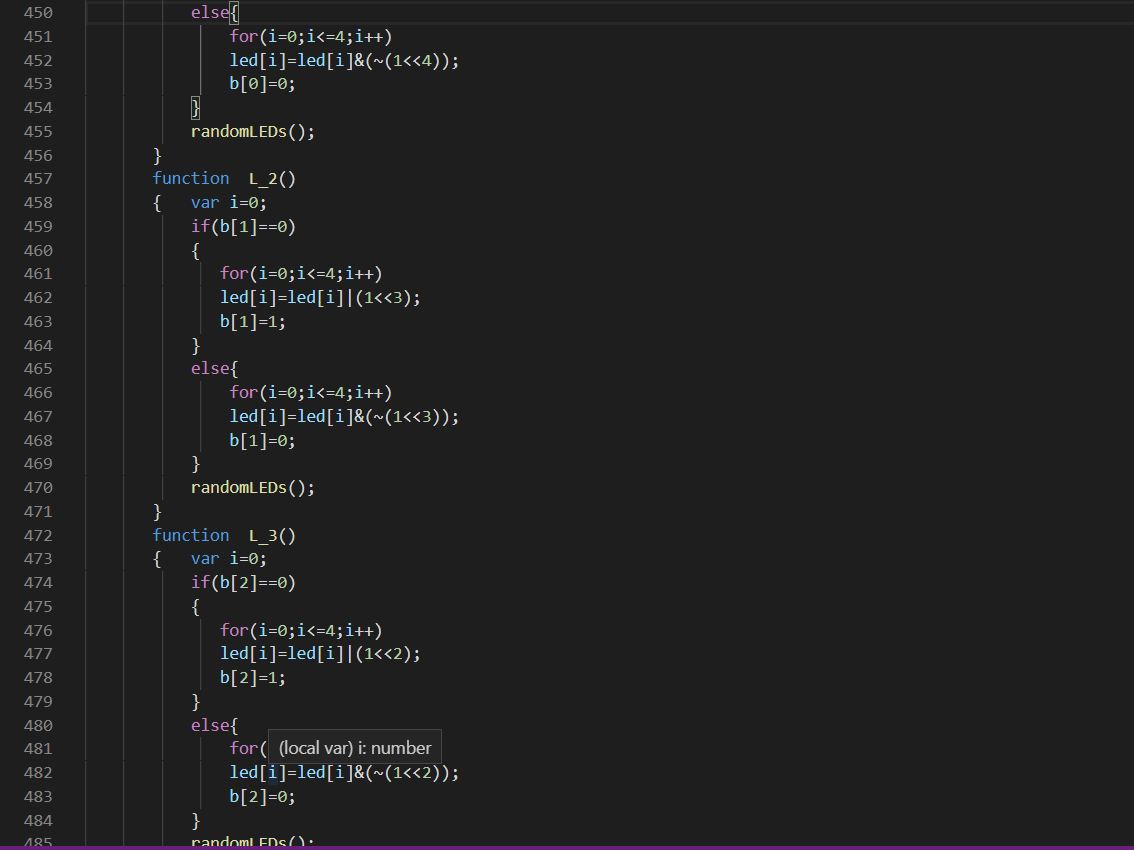 450 else{
451 for(i=0;i<=4;i++)
452 led[i]=led[i]&(~(1<<4));
453 b[0]=0;
454 }
455 randomLEDs();
456 }
457 function  L_2()
458 {   var i=0;
459 if(b[1]==0)
460 {
461 for(i=0;i<=4;i++)
462 led[i]=led[i]|(1<<3);
463 b[1]=1;
464 }
465 else{
466 for(i=0;i<=4;i++)
467 led[i]=led[i]&(~(1<<3));
468 b[1]=0;
469 }
470 randomLEDs();
471 }
472 function  L_3()
473 {   var i=0;
474 if(b[2]==0)
475 {
476 for(i=0;i<=4;i++)
477 led[i]=led[i]|(1<<2);
478 b[2]=1;
479 }
480 else{
481 for( (local var) i: number
482 led[i]=led[i]&(~(1<<2));
483 b[2]=0;
484 }
485 randomLEDs();